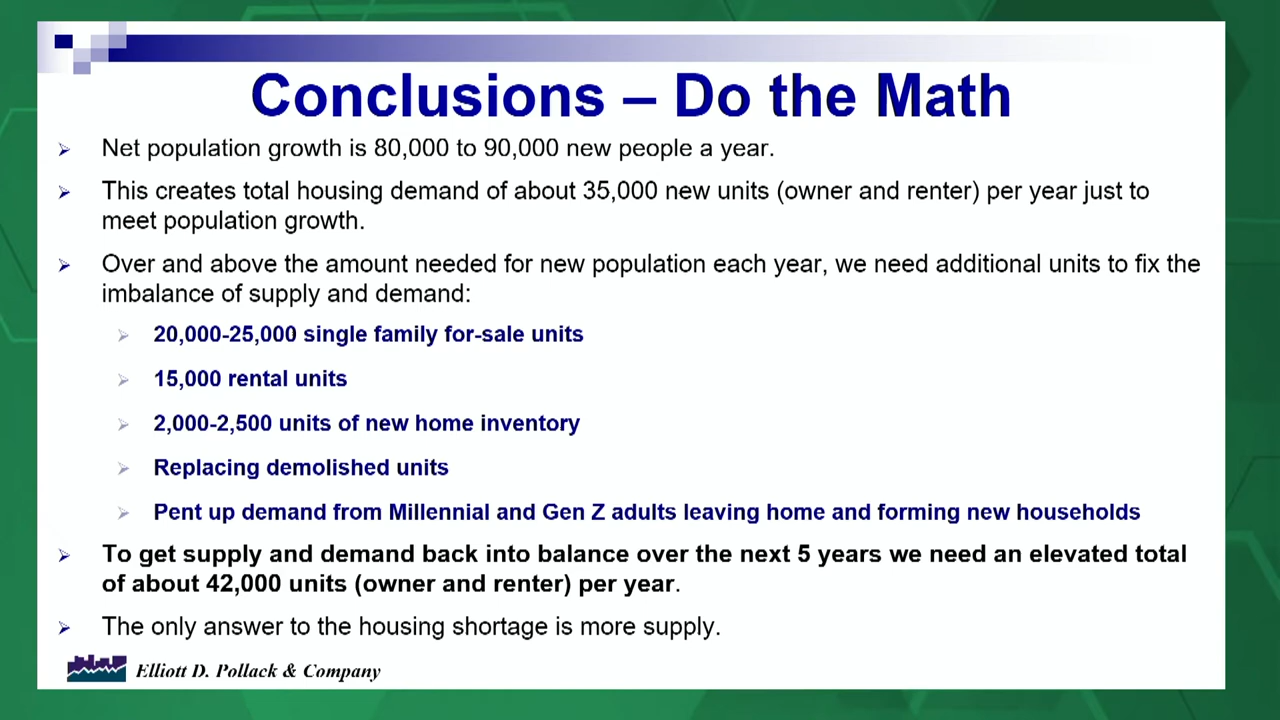 Conclusions – Do the Math
Net population growth is 80,000 to 90,000 new people a year.
This creates total housing demand of about 35,000 new units (owner and renter) per year just to
meet population growth.
Over and above the amount needed for new population each year, we need additional units to fix the
imbalance of supply and demand:
20,000-25,000 single family for-sale units
15,000 rental units
2,000-2,500 units of new home inventory
Replacing demolished units
Pent up demand from Millennial and Gen Z adults leaving home and forming new households
To get supply and demand back into balance over the next 5 years we need an elevated total
of about 42,000 units (owner and renter) per year.
The only answer to the housing shortage is more supply.
Elliott D. Pollack & Company